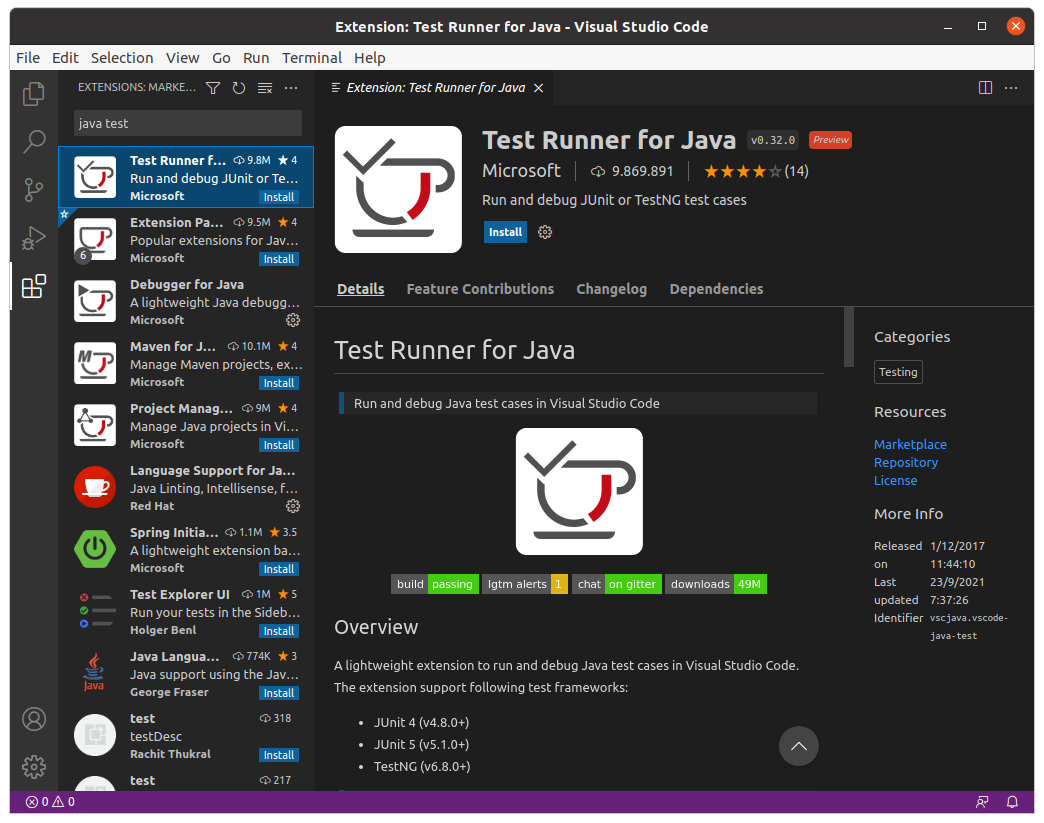 Extension: Test Runner for Java - Visual Studio Code
File Edit Selection View Go Run Terminal Help
EXTENSIONS: MARKE...
java test
Test Runner f... 9.8M ★ 4
Run and debug JUnit or Te...
Microsoft Install
Extension Pa... 9.5M ★ 4
Popular extensions for Jav...
6 Microsoft Install
Debugger for Java
A lightweight Java debugg...
Microsoft
Maven for J... 10.1M ★ 4
Manage Maven projects, ex...
Microsoft Install
Project Manag... 9M ★ 4
Manage Java projects in Vi...
Microsoft Install
Language Support for Ja...
Java Linting, Intellisense, f...
Red Hat
Spring Initia... 1.1M ★ 3.5
A lightweight extension ba...
Microsoft Install
Test Explorer UI 1M ★ 5
Run your tests in the Sideb...
Holger Benl Install
Java Langua... 774K ★ 3
Java support using the Jav...
Java George Fraser Install
test 318
testDesc
Rachit Thukral Install
test 217
Extension: Test Runner for Java
Test Runner for Java v0.32.0 Preview
Microsoft 9.869.891 ★★★★☆ (14)
Run and debug JUnit or TestNG test cases
Install
Details Feature Contributions Changelog Dependencies
Test Runner for Java
Run and debug Java test cases in Visual Studio Code
build passing lgtm alerts 1 chat on gitter downloads 49M
Overview
A lightweight extension to run and debug Java test cases in Visual Studio Code.
The extension support following test frameworks:
• JUnit 4 (v4.8.0+)
• JUnit 5 (v5.1.0+)
• TestNG (v6.8.0+)
Categories
Testing
Resources
Marketplace
Repository
License
More Info
Released 1/12/2017
on 11:44:10
Last 23/9/2021
updated 7:37:26
Identifier vscjava.vscode-
java-test
0 0